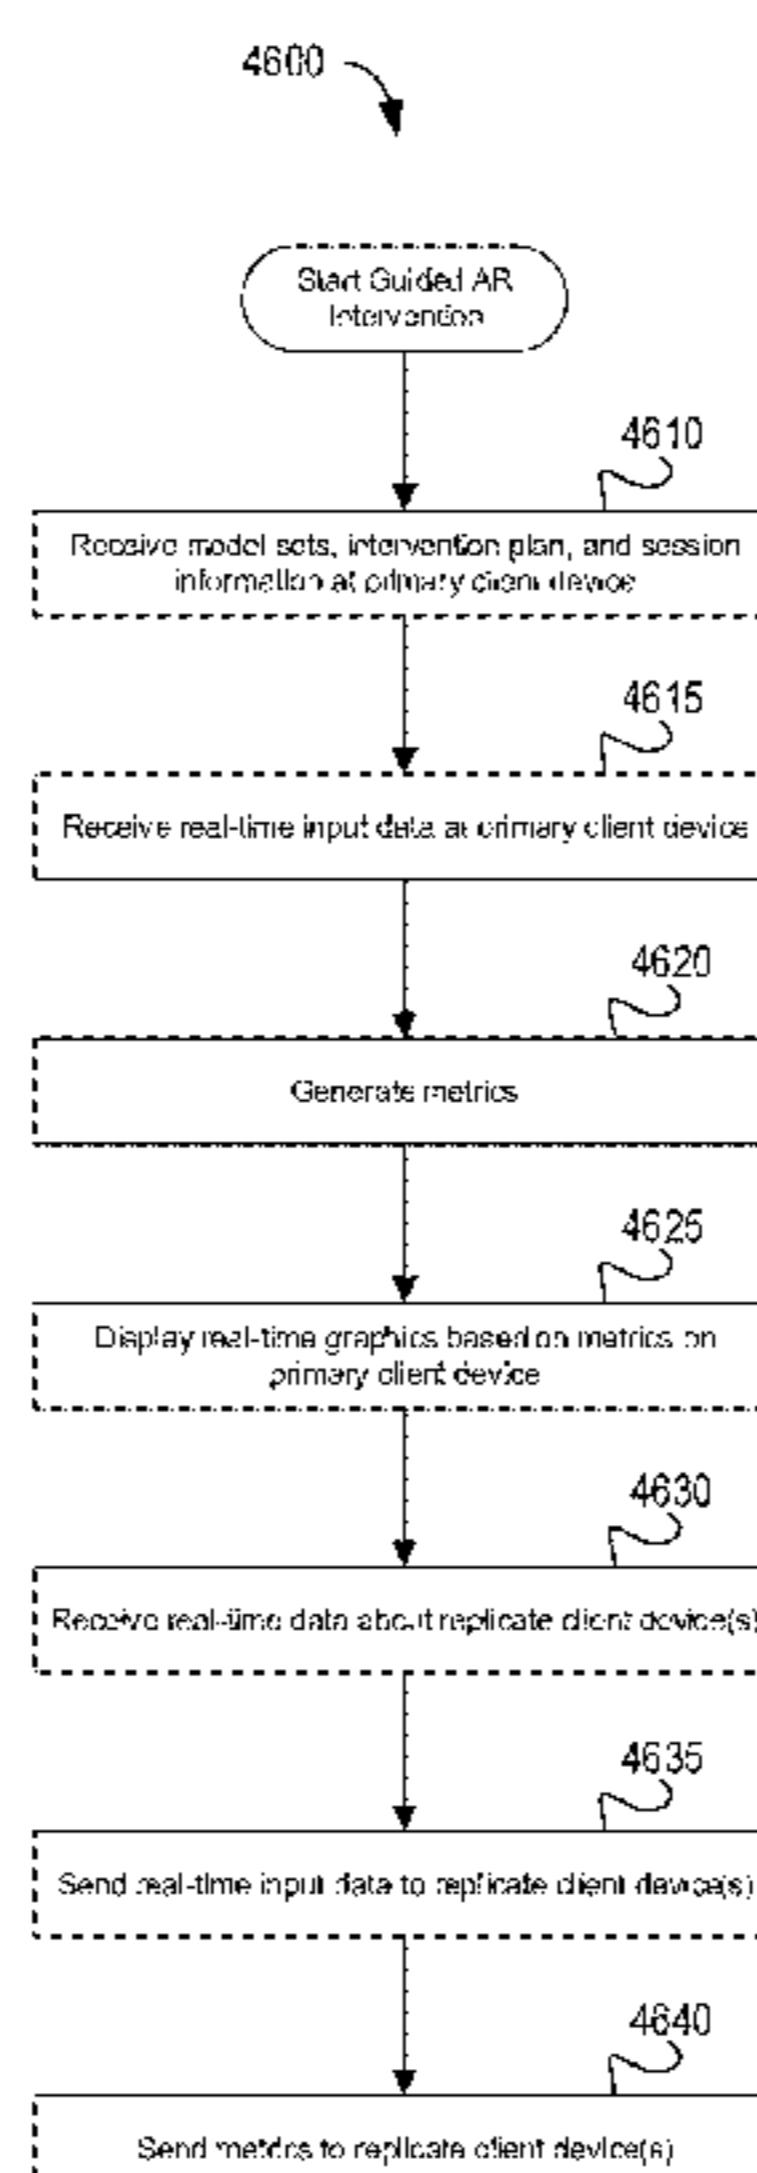 4600
Start Guided AR
Intervention
4610
Receive model sets, intervention plan, and session
information at primary client device
4615
Receive real-time input data at primary client device
4620
Generate metrics
4625
Display real-time graphics based on metrics on
primary client device
4630
Receive real-time data about replicate client device(s)
4635
Send real-time input data to replicate client device(s)
4640
Send metrics to replicate client device(s)